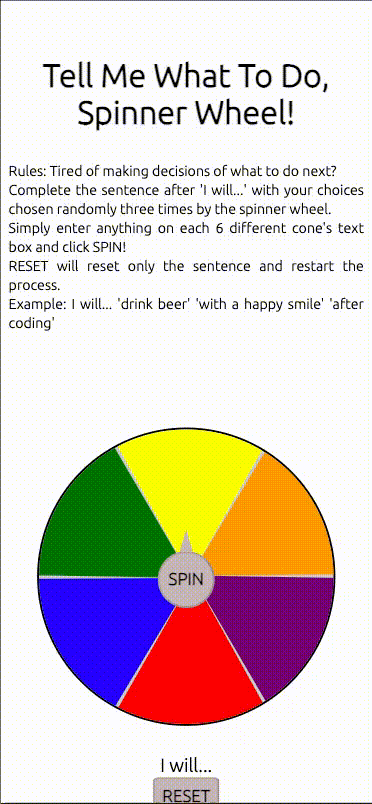 Tell Me What To Do,
Spinner Wheel!
Rules: Tired of making decisions of what to do next?
Complete the sentence after 'I will...' with your choices
chosen randomly three times by the spinner wheel.
Simply enter anything on each 6 different cone's text
box and click SPIN!
RESET will reset only the sentence and restart the
process.
Example: I will... 'drink beer' 'with a happy smile' 'after
coding'
SPIN
I will...
RESET